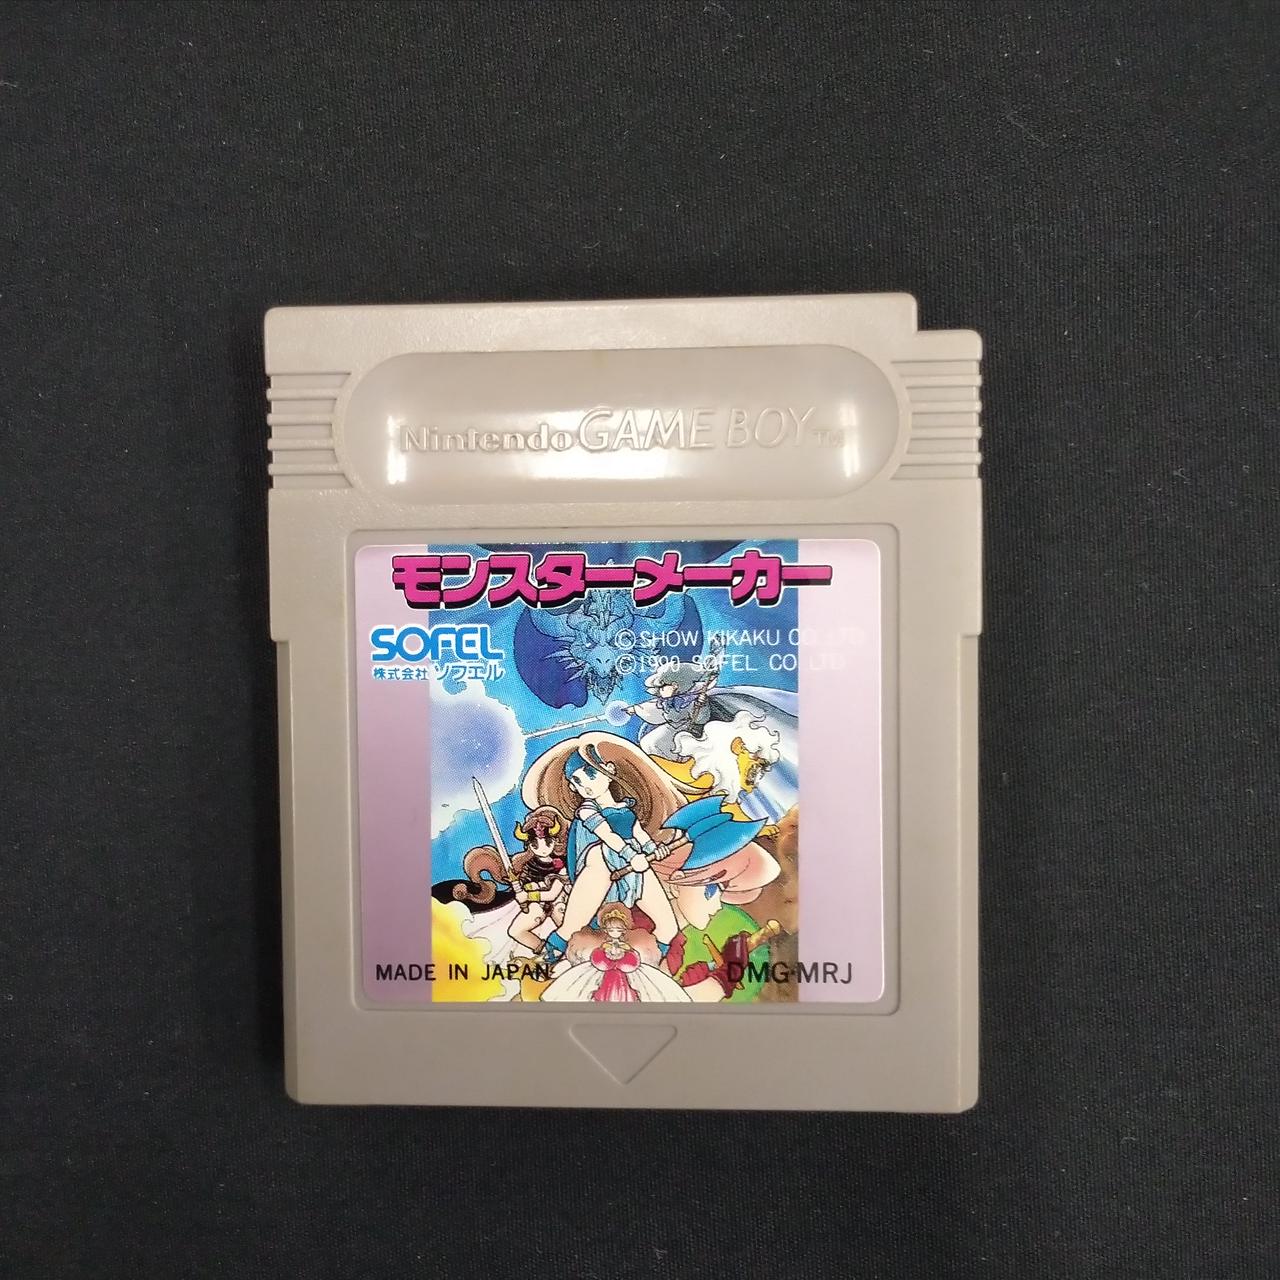 Nintendo GAME BOY TM
モンスターメーカー
SOFEL
株式会社 ソフエル
©SHOW KIKAKU CO LTD
©1990 SOFEL CO LTD
MADE IN JAPAN
DMG-MRJ